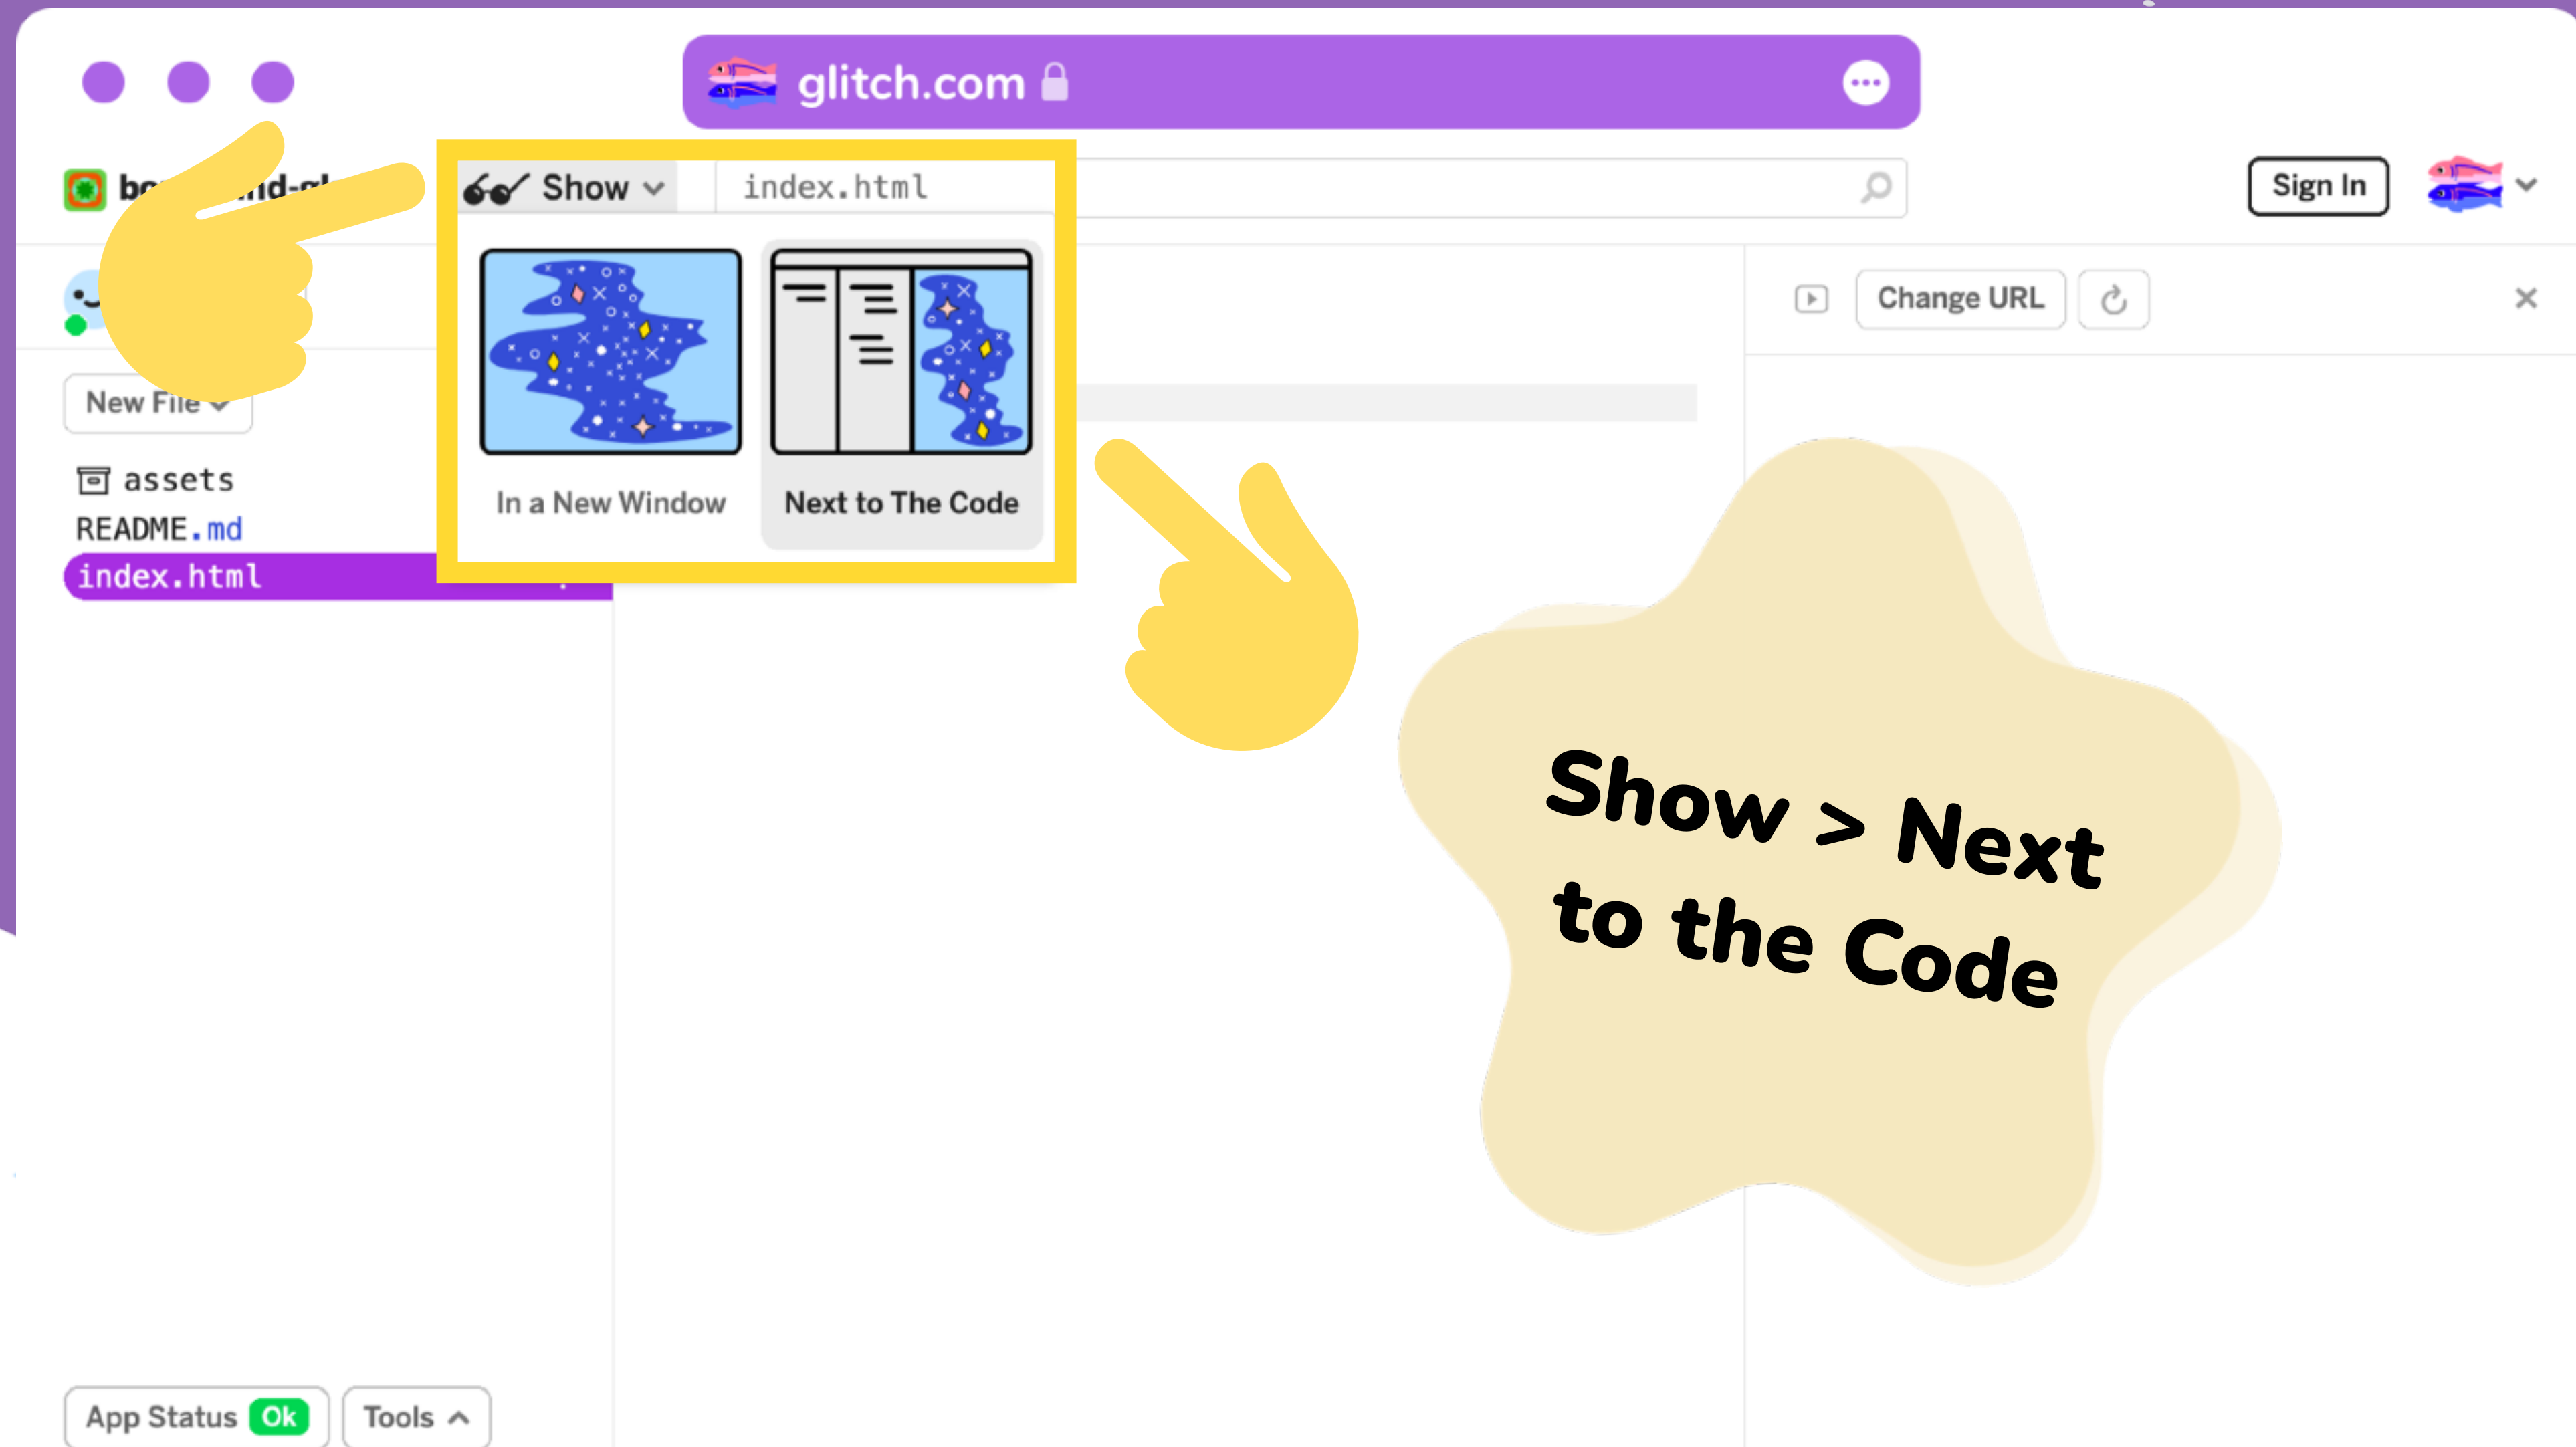 glitch.com
Show
index.html
Sign In
In a New Window
Next to The Code
Change URL
New File
assets
README.md
index.html
Show > Next
to the Code
App Status Ok
Tools